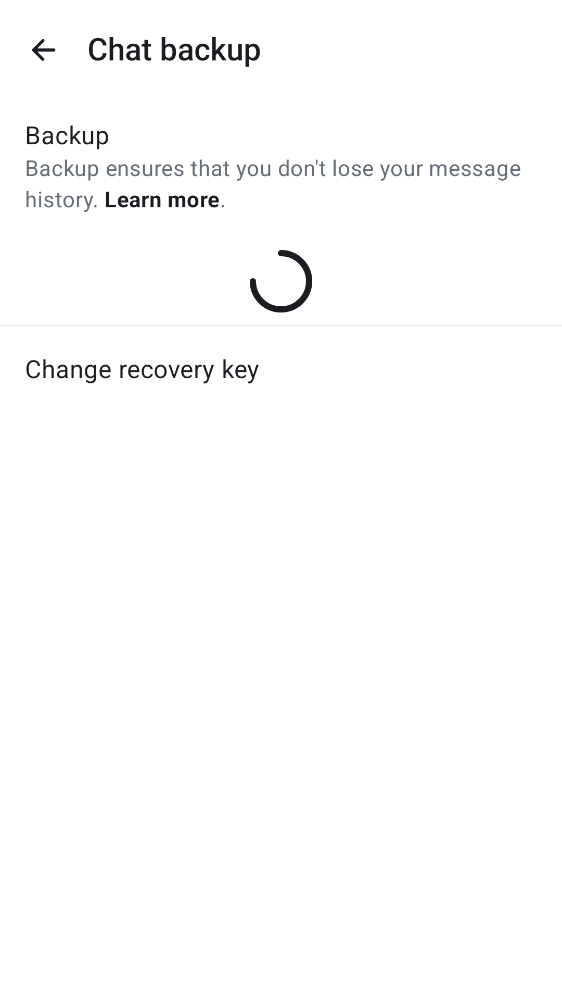 Chat backup
Backup
Backup ensures that you don't lose your message
history. Learn more.
Change recovery key